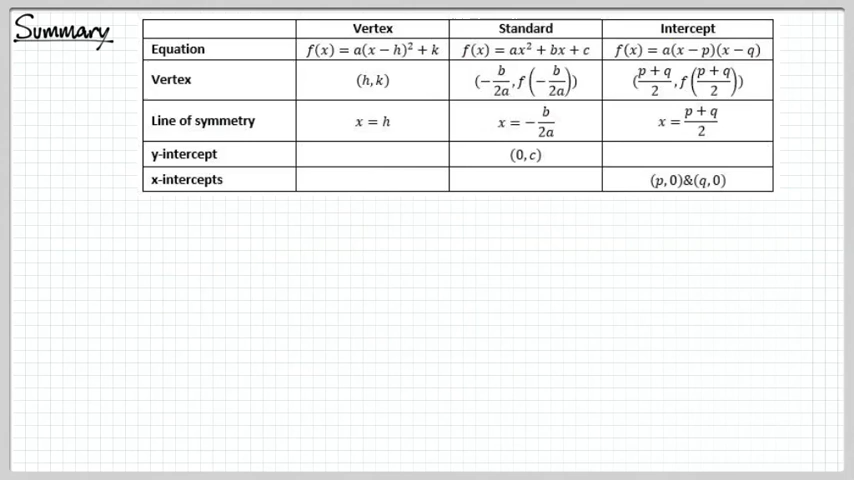 Summary
Vertex Standard Intercept
Equation f(x) = a(x − h)² + k f(x) = ax² + bx + c f(x) = a(x − p)(x − q)
Vertex (h, k) (−b/2a, f(−b/2a)) (p + q/2, f(p + q/2))
Line of symmetry x = h x = −b/2a x = p + q/2
y-intercept (0, c)
x-intercepts (p, 0)&(q, 0)